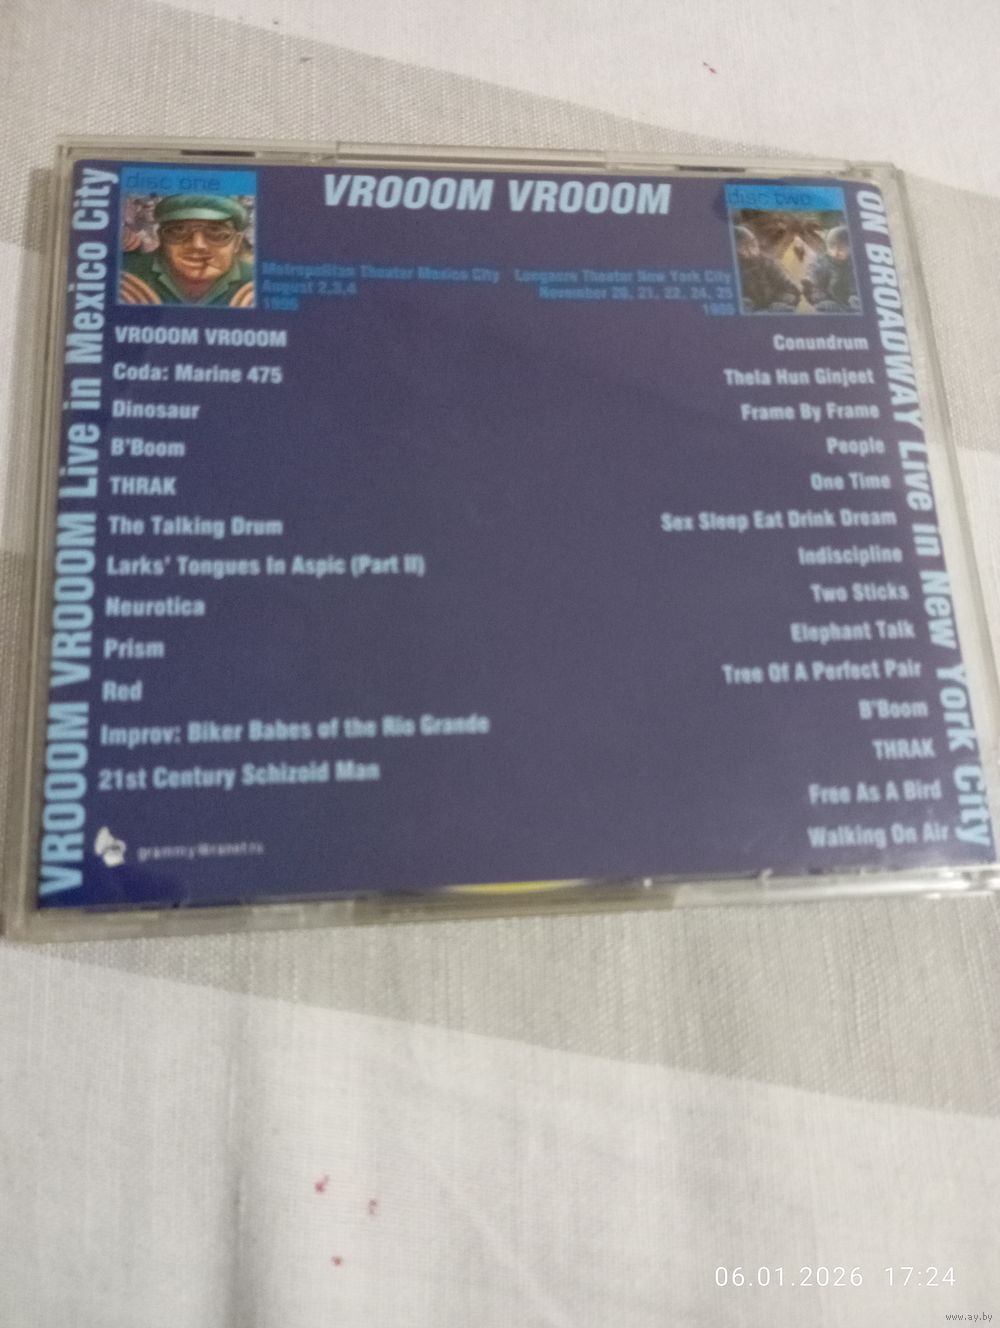 VROOOM VROOOM
disc one
disc two
VROOOM VROOOM Live in Mexico City
ON BROADWAY Live in New York City
Metropolitan Theater Mexico City
August 2,3,4
1996
Longacre Theater New York City
November 20, 21, 22, 24, 25
1995
VROOOM VROOOM
Coda: Marine 475
Dinosaur
B'Boom
THRAK
The Talking Drum
Larks' Tongues In Aspic (Part II)
Neurotica
Prism
Red
Improv: Biker Babes of the Rio Grande
21st Century Schizoid Man
Conundrum
Thela Hun Ginjeet
Frame By Frame
People
One Time
Sex Sleep Eat Drink Dream
Indiscipline
Two Sticks
Elephant Talk
Tree Of A Perfect Pair
B'Boom
THRAK
Free As A Bird
Walking On Air
06.01.2026 17:24
www.ay.by